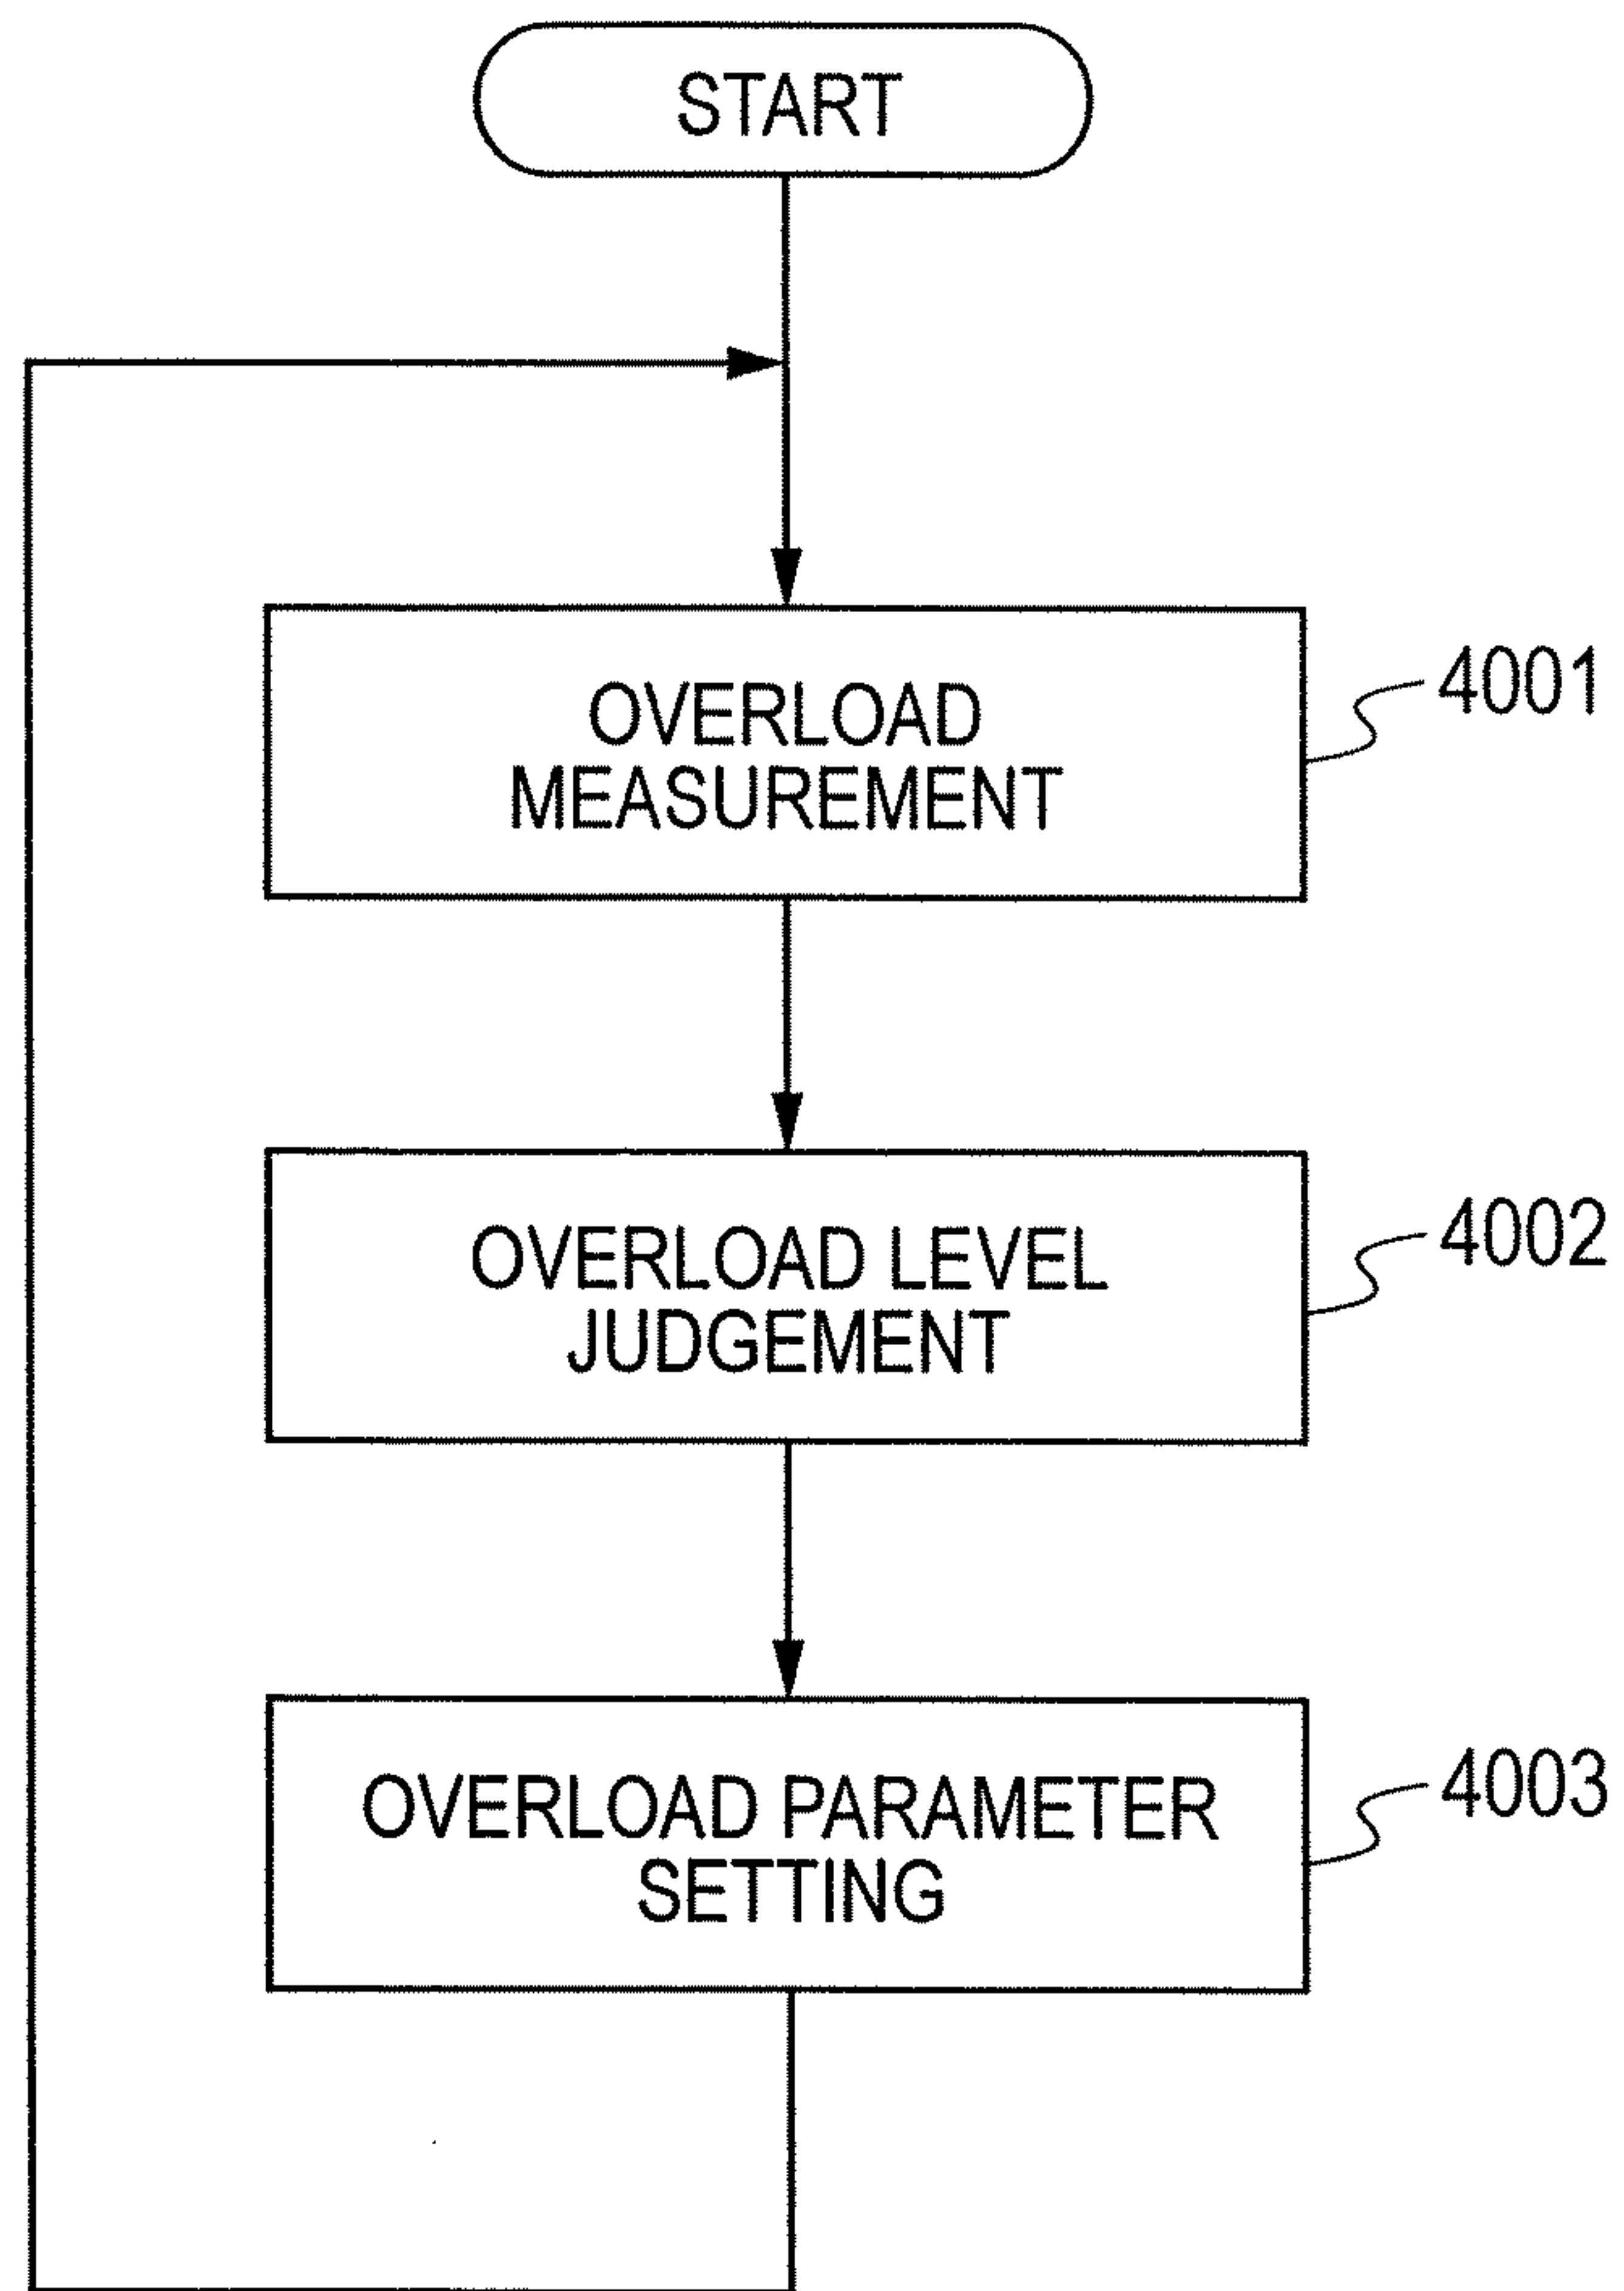 START
OVERLOAD
MEASUREMENT
4001
OVERLOAD LEVEL
JUDGEMENT
4002
OVERLOAD PARAMETER
SETTING
4003